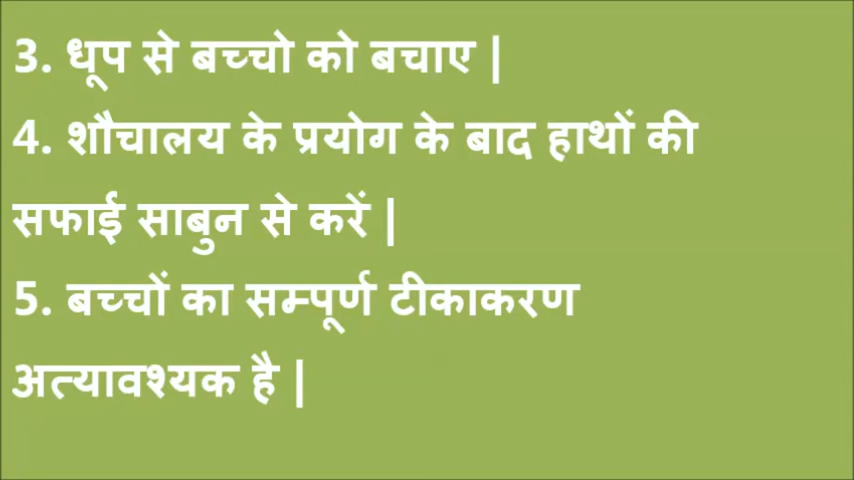 3. धूप से बच्चो को बचाए |
4. शौचालय के प्रयोग के बाद हाथों की
सफाई साबुन से करें |
5. बच्चों का सम्पूर्ण टीकाकरण
अत्यावश्यक है |